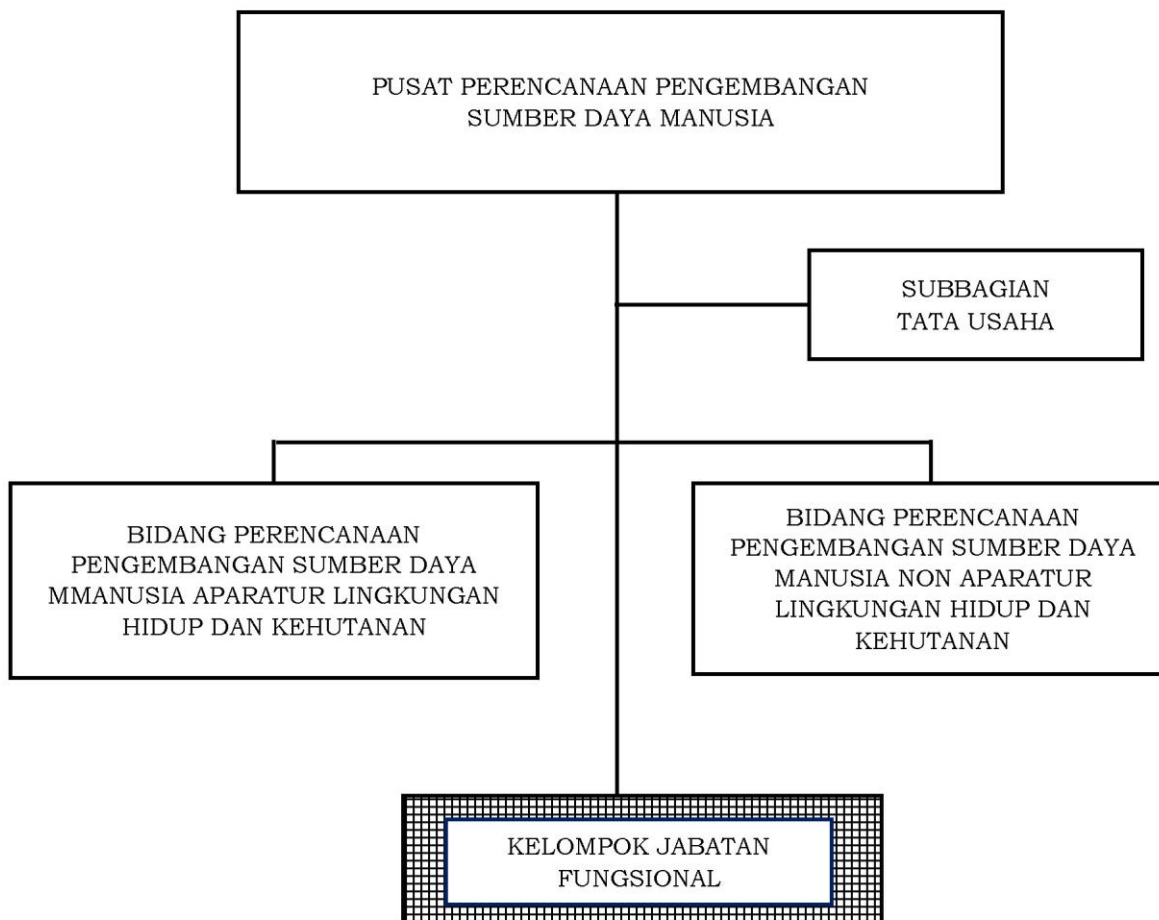 PUSAT PERENCANAAN PENGEMBANGAN
SUMBER DAYA MANUSIA
SUBBAGIAN
TATA USAHA
BIDANG PERENCANAAN
PENGEMBANGAN SUMBER DAYA
MMANUSIA APARATUR LINGKUNGAN
HIDUP DAN KEHUTANAN
BIDANG PERENCANAAN
PENGEMBANGAN SUMBER DAYA
MANUSIA NON APARATUR
LINGKUNGAN HIDUP DAN
KEHUTANAN
KELOMPOK JABATAN
FUNGSIONAL